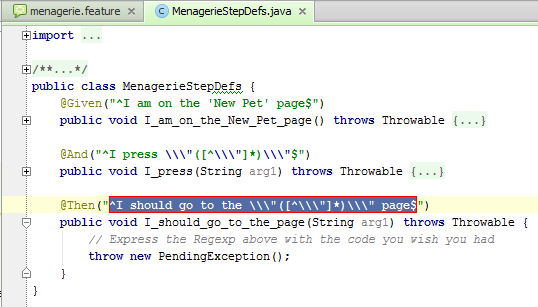 menagerie.feature × MenagerieStepDefs.java ×
import ...
/**...*/
public class MenagerieStepDefs {
@Given("^I am on the 'New Pet' page$")
public void I_am_on_the_New_Pet_page() throws Throwable {...}
@And("^I press \\\"([^\\\"]*)\\\"$")
public void I_press(String arg1) throws Throwable {...}
@Then("^I should go to the \\\"([^\\\"]*)\\\" page$")
public void I_should_go_to_the_page(String arg1) throws Throwable {
// Express the Regexp above with the code you wish you had
throw new PendingException();
}
}